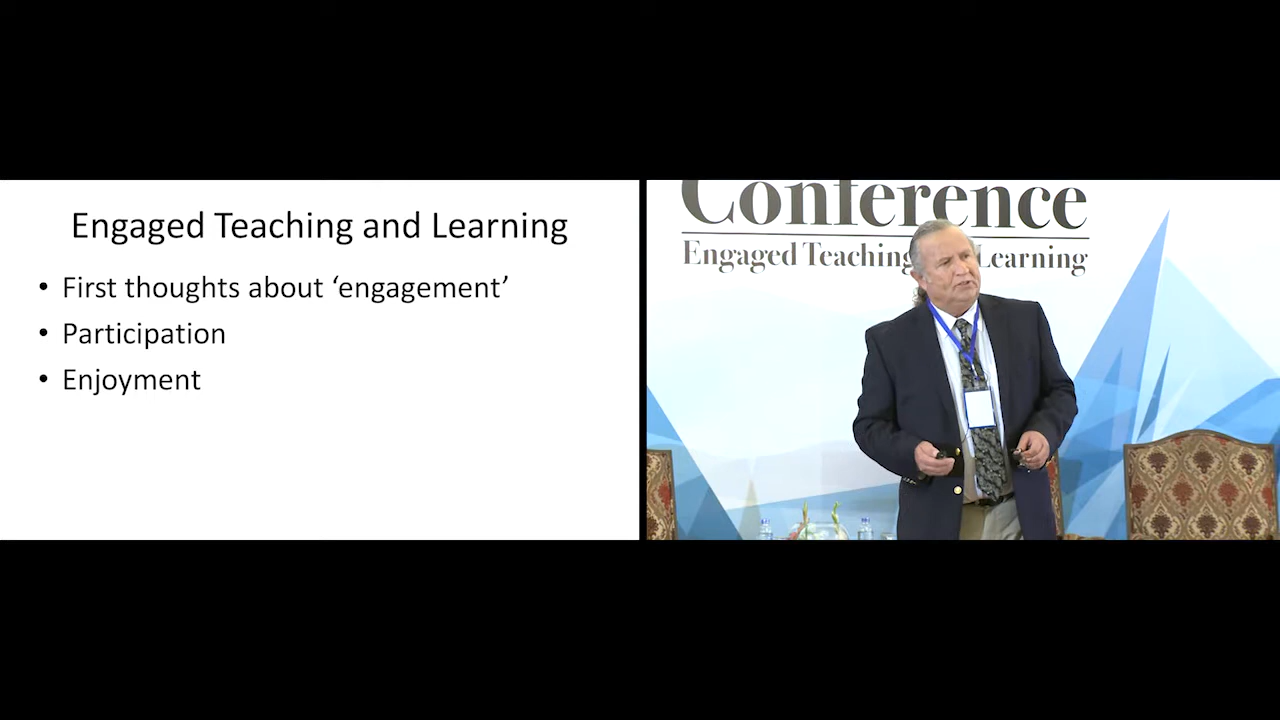 Engaged Teaching and Learning
• First thoughts about ‘engagement’
• Participation
• Enjoyment
Conference
Engaged Teaching Learning